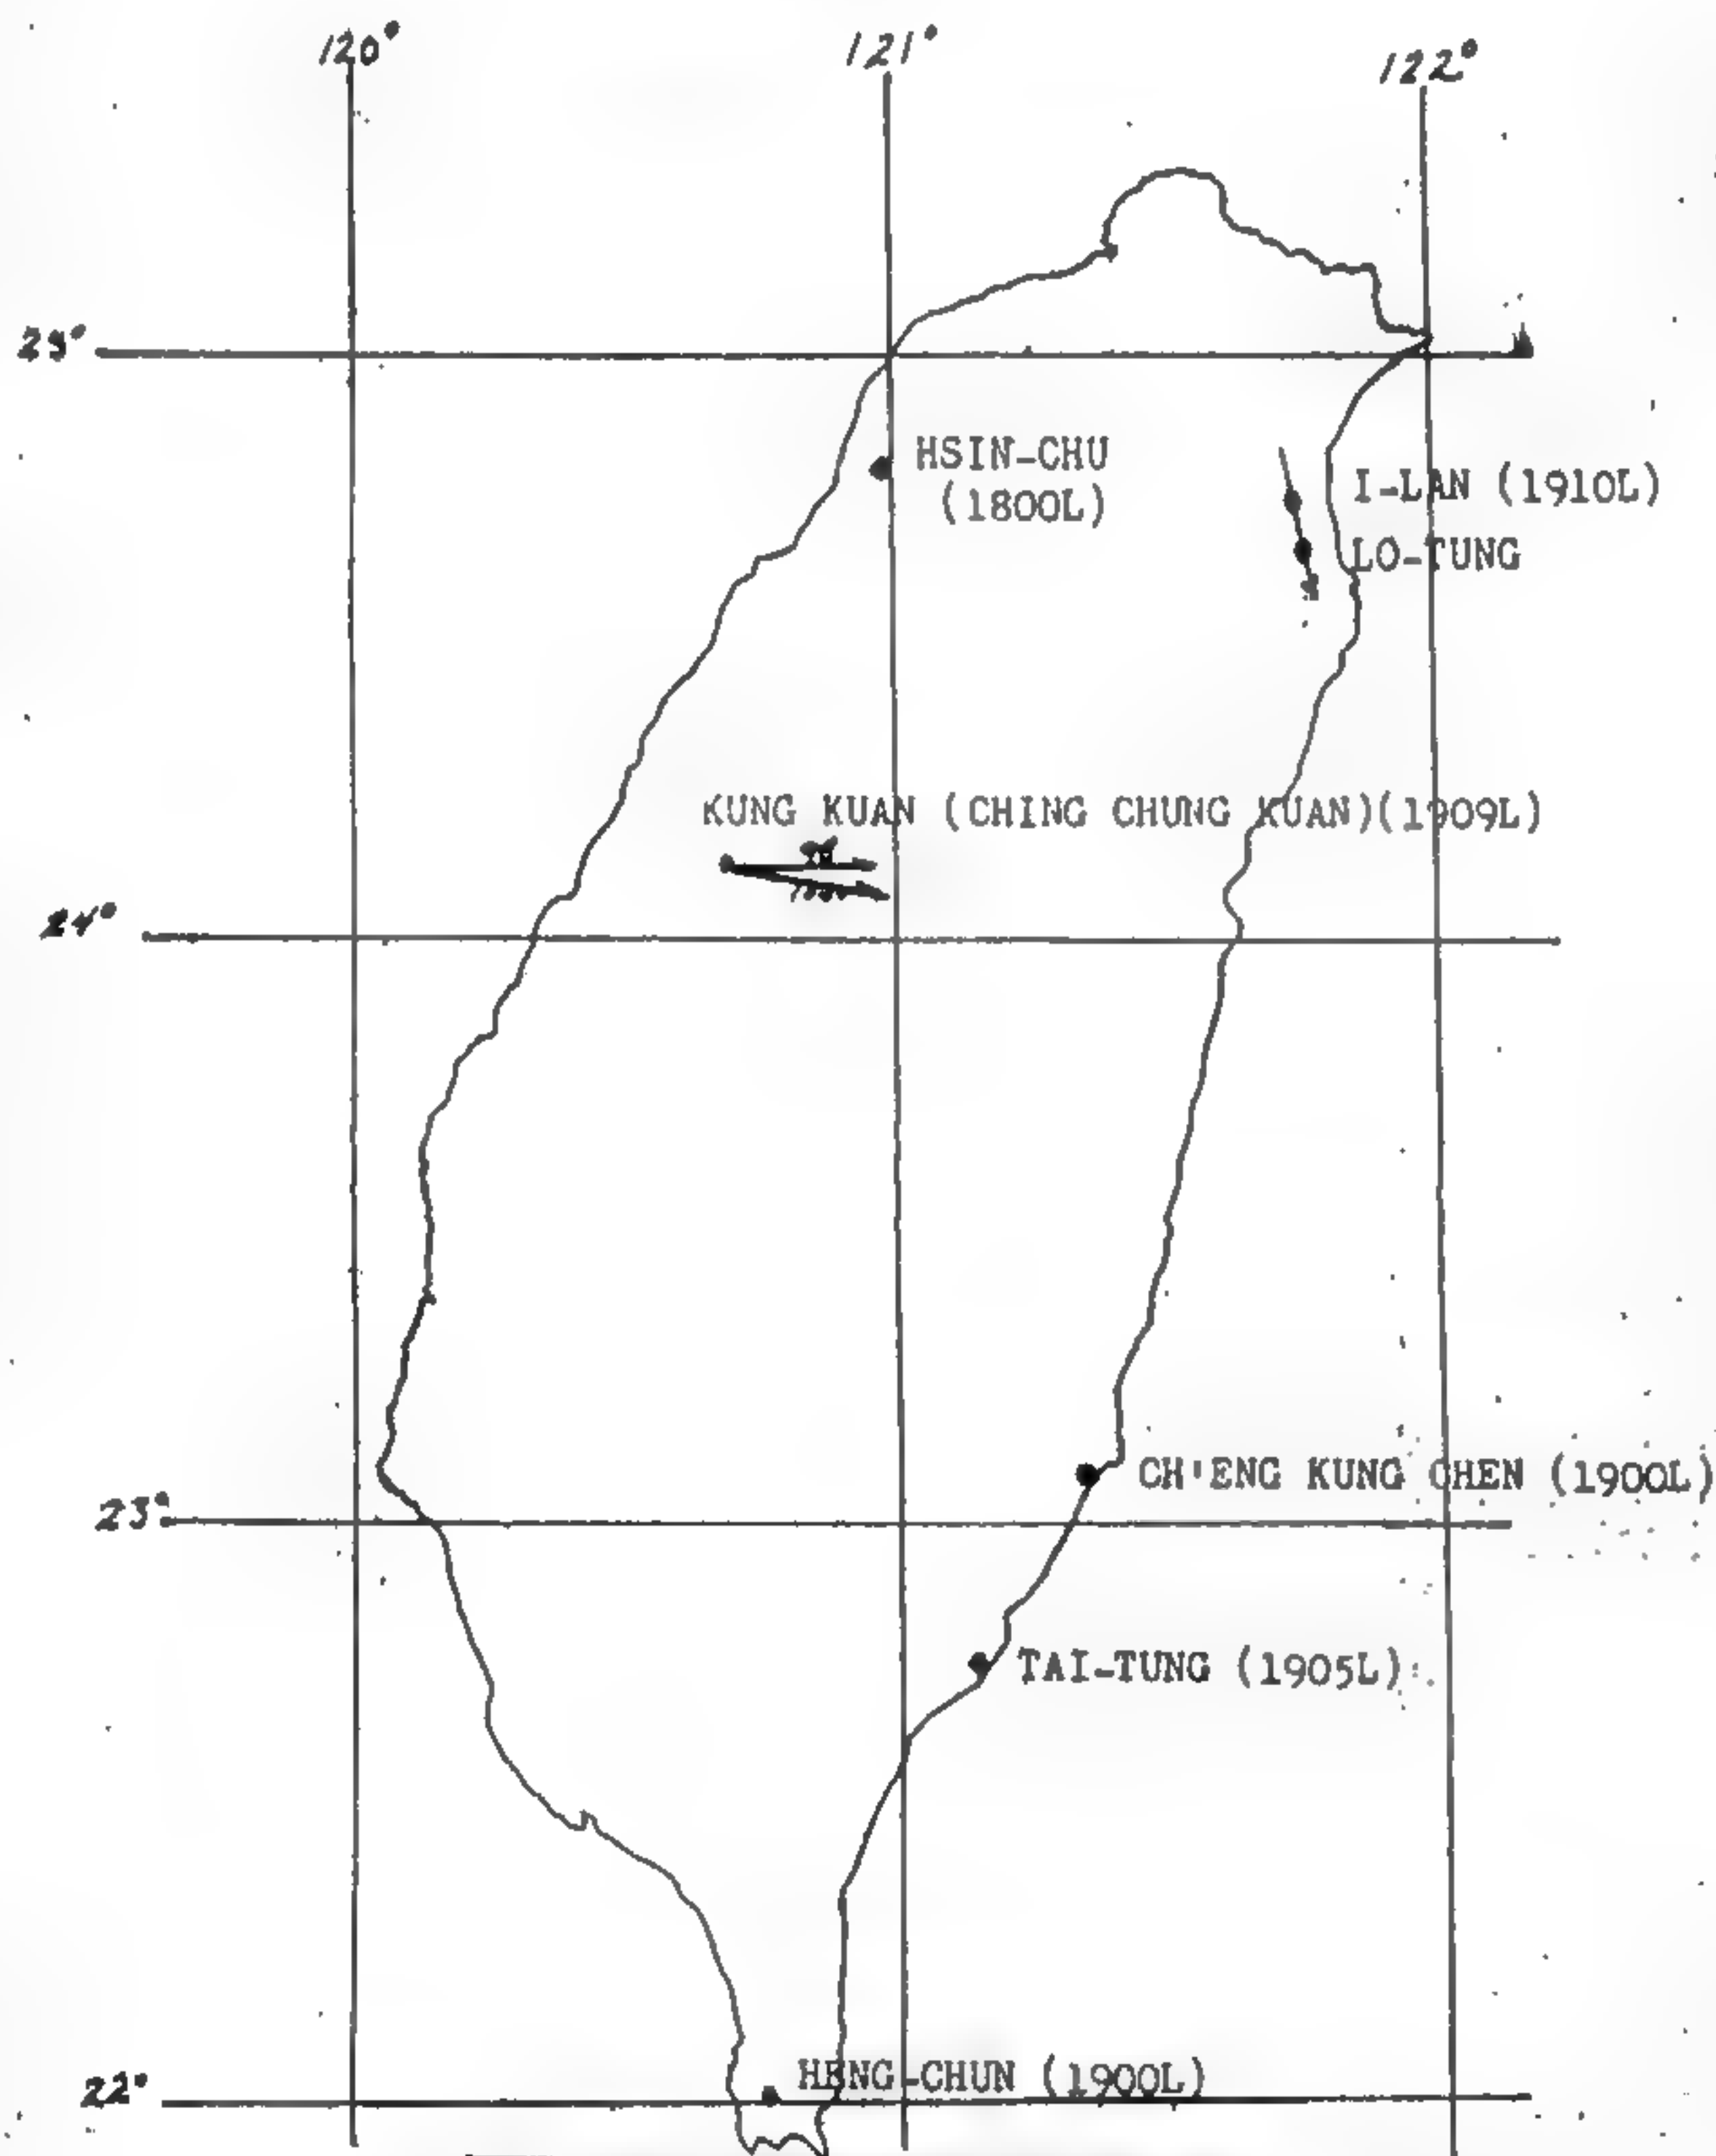 120°
121°
122°
25°
HSIN-CHU
(1800L)
I-LAN (1910L)
LO-TUNG
KUNG KUAN (CHING CHUNG KUAN)(1909L)
24°
CH'ENG KUNG CHEN (1900L)
23°
TAI-TUNG (1905L)
HENG-CHUN (1900L)
22°